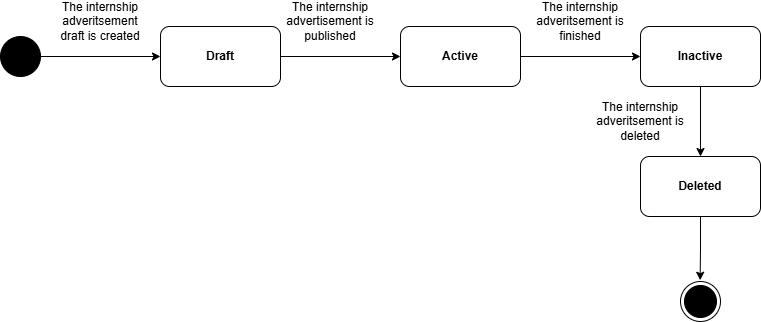 The internship
adveritsement
draft is created
Draft
The internship
advertisement is
published
Active
The internship
adveritsement is
finished
Inactive
The internship
adveritsement is
deleted
Deleted